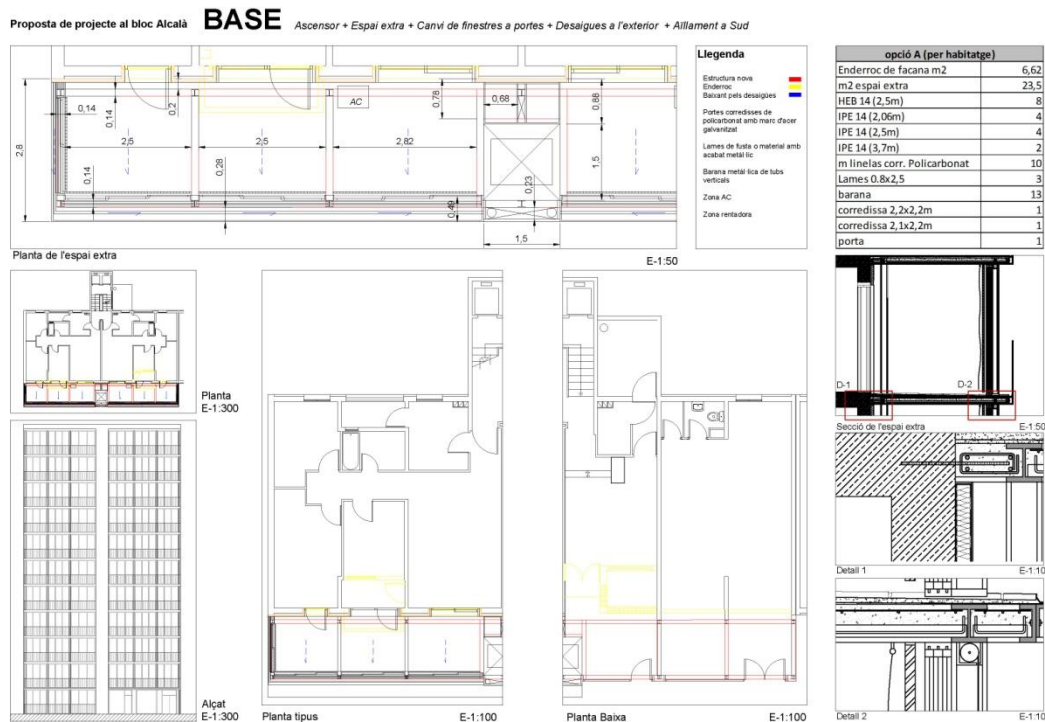 Proposta de projecte al bloc Alcalà BASE Ascensor + Espai extra + Canvi de finestres a portes + Desaigues a l'exterior + Aïllament a Sud
0,14
0,14
0,2
AC
0,78
0,68
0,88
2,8
2,5
2,5
2,82
1,5
0,14
0,28
0,23
0,49
1,5
Planta de l'espai extra
E-1:50
Llegenda
Estructura nova
Enderroc
Baixant pels desaigües
Portes corredisses de
policarbonat amb marc d'acer
galvanitzat
Lames de fusta o material amb
acabat metàl lic
Barana metàl lica de tubs
verticals
Zona AC
Zona rentadora
opció A (per habitatge)
Enderroc de facana m2 6,62
m2 espai extra 23,5
HEB 14 (2,5m) 8
IPE 14 (2,06m) 4
IPE 14 (2,5m) 4
IPE 14 (3,7m) 2
m linelas corr. Policarbonat 10
Lames 0.8x2,5 3
barana 13
corredissa 2,2x2,2m 1
corredissa 2,1x2,2m 1
porta 1
Planta
E-1:300
Alçat
E-1:300
Planta tipus
E-1:100
Planta Baixa
E-1:100
D-1
D-2
Secció de l'espai extra
E-1:50
Detall 1
E-1:10
Detall 2
E-1:10